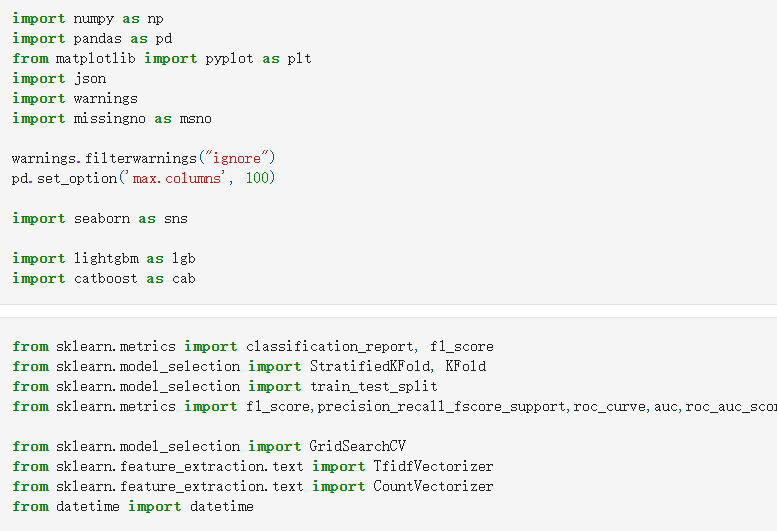 import numpy as np
import pandas as pd
from matplotlib import pyplot as plt
import json
import warnings
import missingno as msno
warnings.filterwarnings("ignore")
pd.set_option('max.columns', 100)
import seaborn as sns
import lightgbm as lgb
import catboost as cab
from sklearn.metrics import classification_report, f1_score
from sklearn.model_selection import StratifiedKFold, KFold
from sklearn.model_selection import train_test_split
from sklearn.metrics import f1_score,precision_recall_fscore_support,roc_curve,auc,roc_auc_scor
from sklearn.model_selection import GridSearchCV
from sklearn.feature_extraction.text import TfidfVectorizer
from sklearn.feature_extraction.text import CountVectorizer
from datetime import datetime